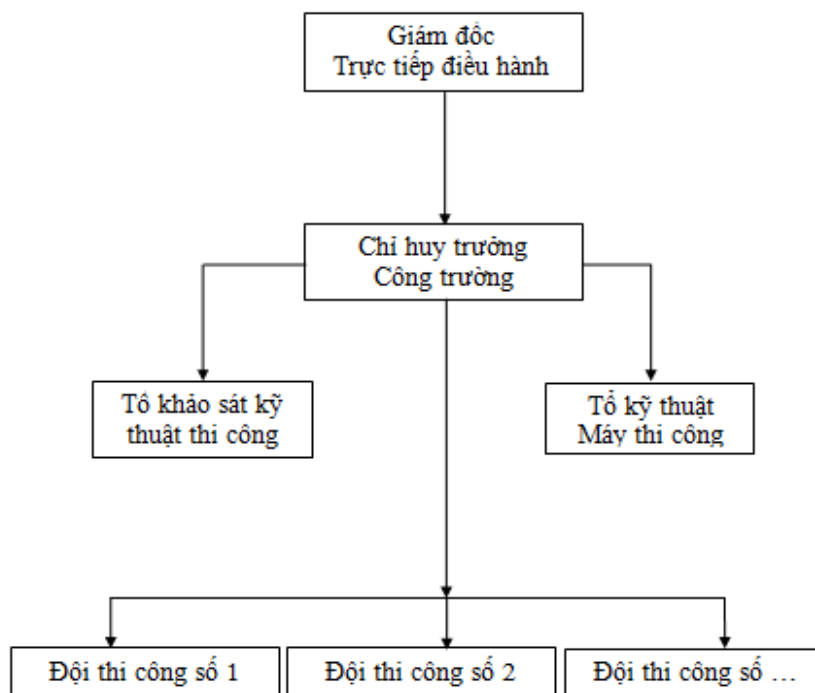 Giám đốc
Trực tiếp điều hành
Chỉ huy trưởng
Công trường
Tổ khảo sát kỹ
thuật thi công
Tổ kỹ thuật
Máy thi công
Đội thi công số 1
Đội thi công số 2
Đội thi công số ...